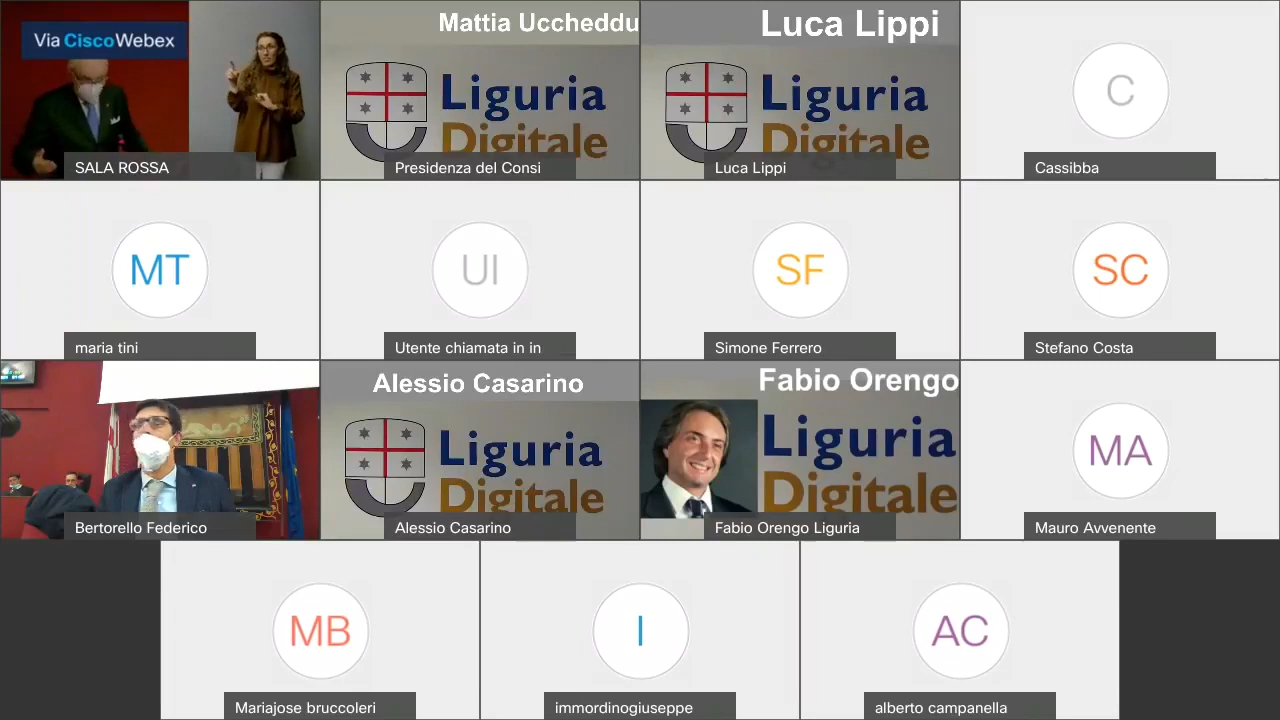 Via Cisco Webex
SALA ROSSA
Mattia Uccheddu
Liguria
Digitale
Presidenza del Consi
Luca Lippi
Liguria
Digitale
Luca Lippi
C
Cassibba
MT
maria tini
UI
Utente chiamata in in
SF
Simone Ferrero
SC
Stefano Costa
Bertorello Federico
Alessio Casarino
Liguria
Digitale
Alessio Casarino
Fabio Orengo
Liguria
Digitale
Fabio Orengo Liguria
MA
Mauro Avvenente
MB
Mariajose bruccoleri
I
immordinogiuseppe
AC
alberto campanella